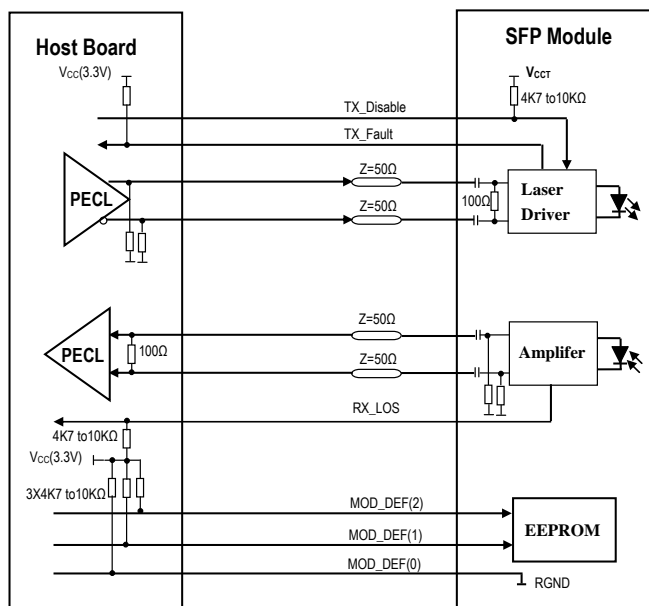 Host Board
SFP Module
VCC(3.3V)
VCCT
4K7 to10KΩ
TX_Disable
TX_Fault
PECL
Z=50Ω
Z=50Ω
100Ω
Laser
Driver
PECL
100Ω
Z=50Ω
Z=50Ω
Amplifer
RX_LOS
4K7 to10KΩ
VCC(3.3V)
3X4K7 to10KΩ
MOD_DEF(2)
MOD_DEF(1)
MOD_DEF(0)
EEPROM
RGND